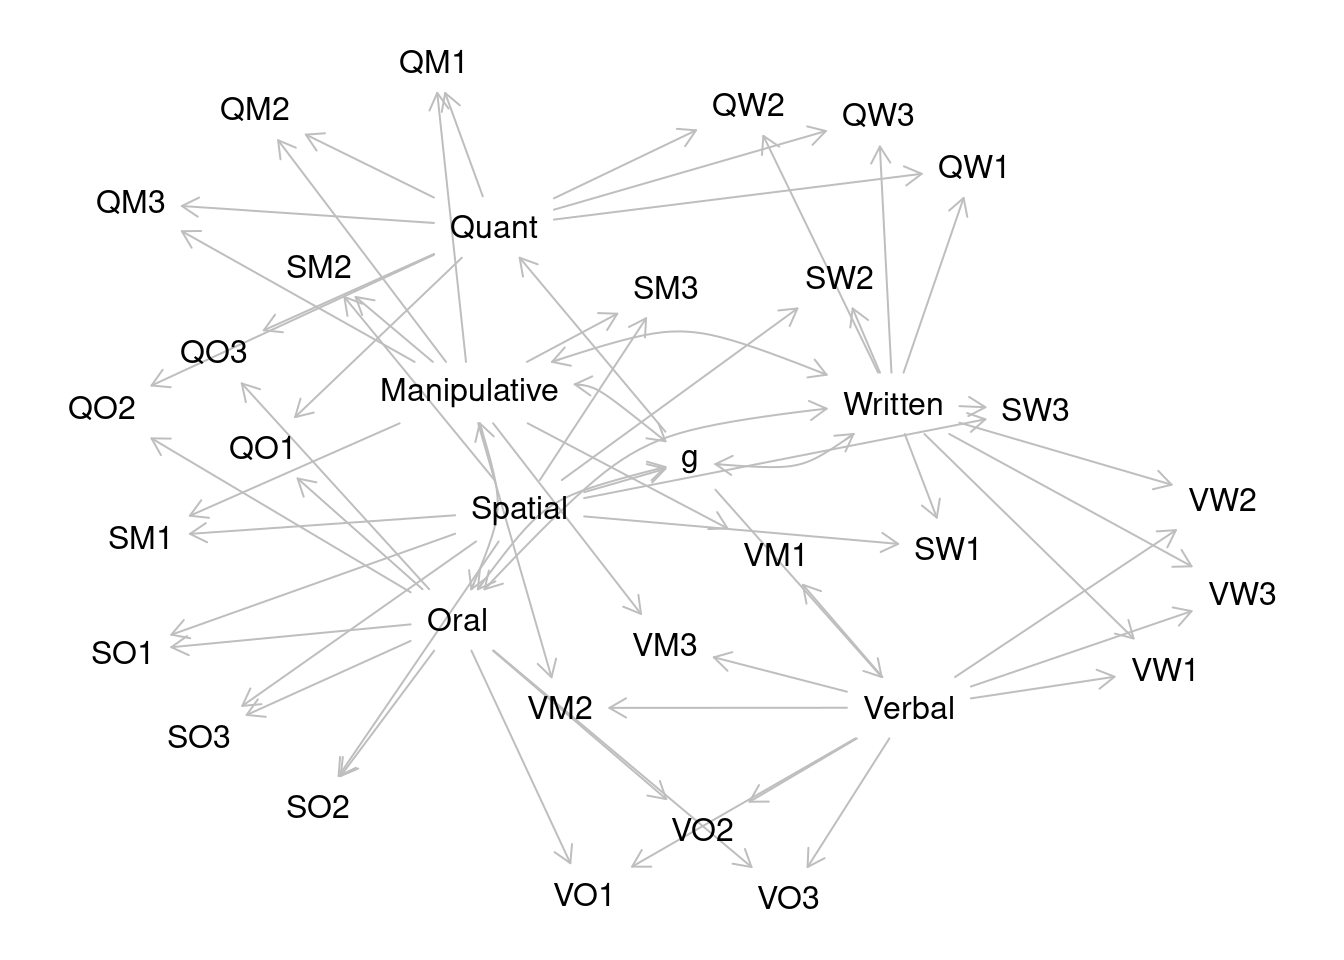 QM1
QM2
QW2
QW3
QW1
QM3
Quant
SM2
SM3
SW2
QO3
Manipulative
Written
QO2
SW3
QO1
g
Spatial
VW2
SM1
VM1
SW1
VW3
Oral
SO1
VM3
VW1
VM2
Verbal
SO3
SO2
VO2
VO1
VO3